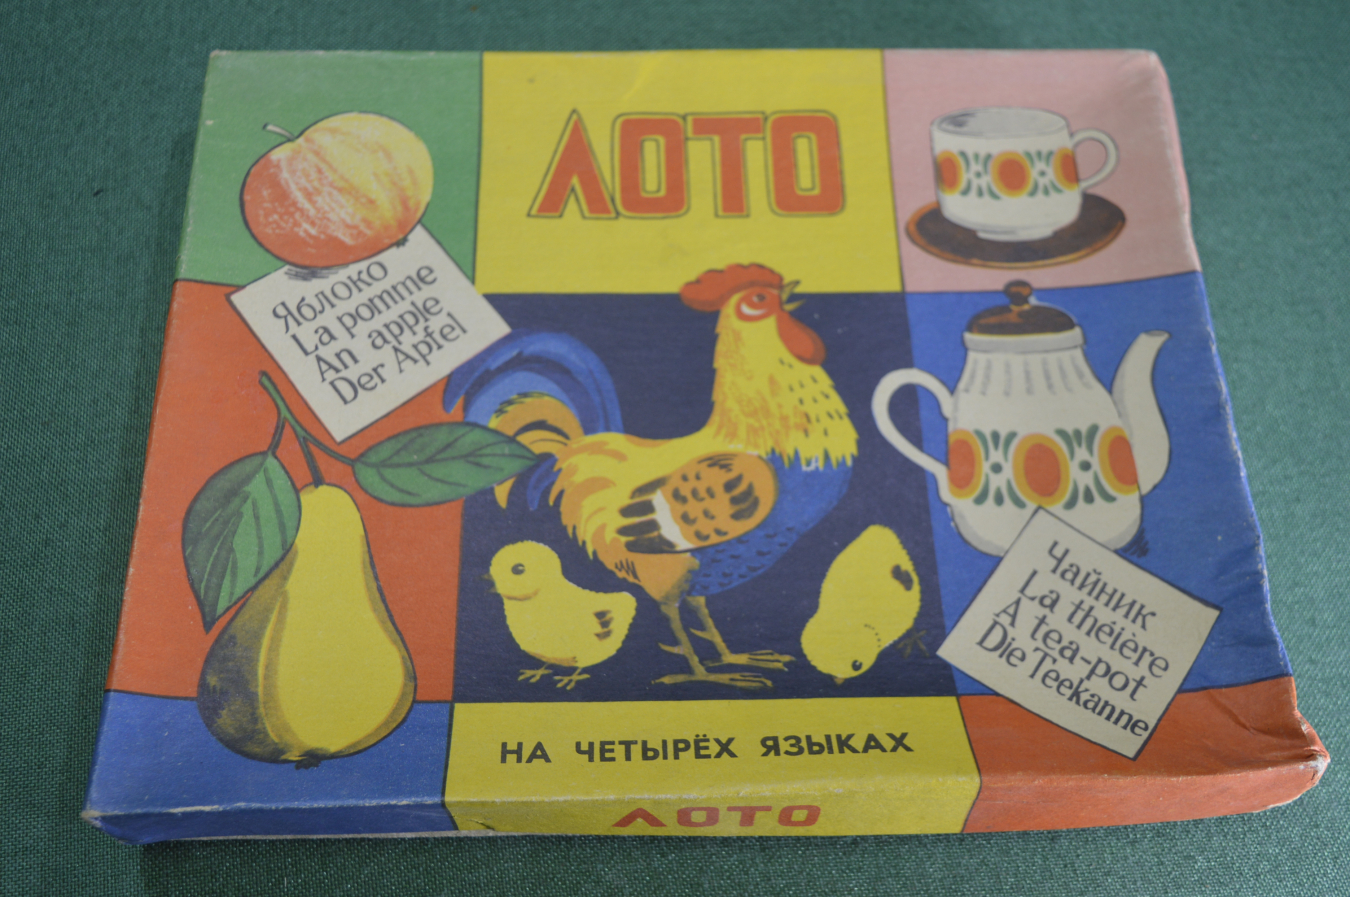 ЛОТО
Яблоко
La pomme
An apple
Der Apfel
Чайник
La théière
A tea-pot
Die Teekanne
НА ЧЕТЫРЁХ ЯЗЫКАХ
ЛОТО